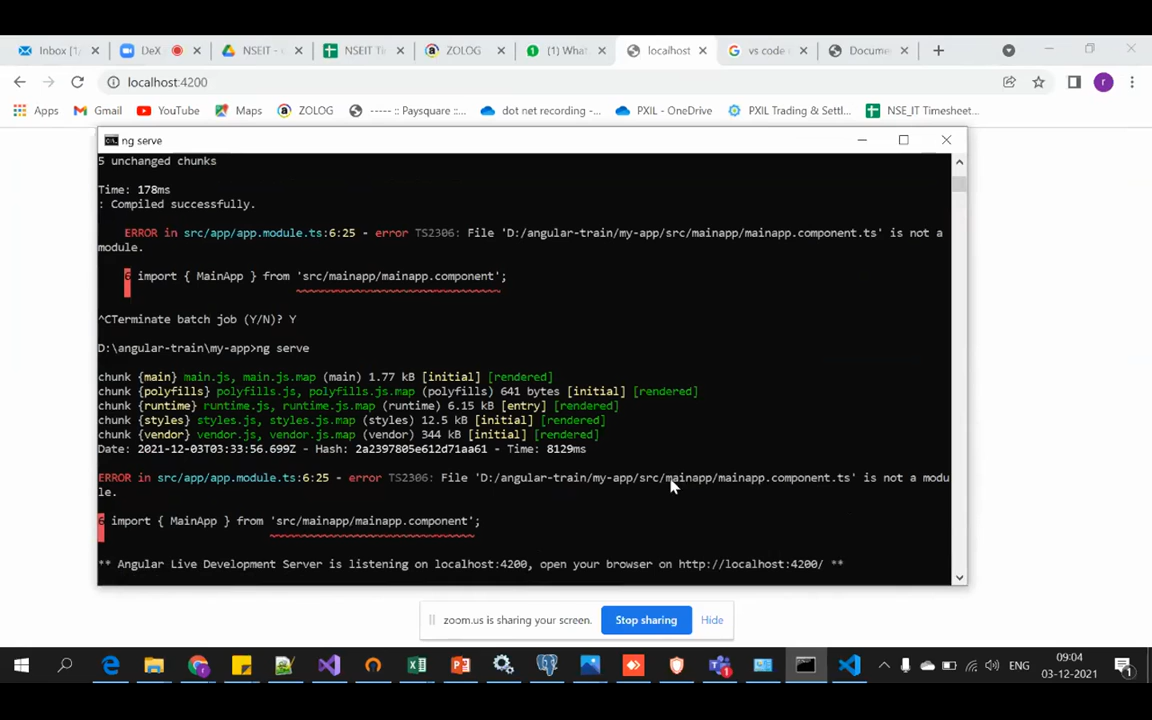 Inbox (1/
DeX
NSEIT -
NSEIT Ti
ZOLOG
(1) What
localhost
vs code
Docume
localhost:4200
r
Apps
Gmail
YouTube
Maps
ZOLOG
----- :: Paysquare ::...
dot net recording -...
PXIL - OneDrive
PXIL Trading & Settl...
NSE_IT Timesheet...
ng serve
5 unchanged chunks
Time: 178ms
: Compiled successfully.
ERROR in src/app/app.module.ts:6:25 - error TS2306: File 'D:/angular-train/my-app/src/mainapp/mainapp.component.ts' is not a
module.
6 import { MainApp } from 'src/mainapp/mainapp.component';
^CTerminate batch job (Y/N)? Y
D:\angular-train\my-app>ng serve
chunk {main} main.js, main.js.map (main) 1.77 kB [initial] [rendered]
chunk {polyfills} polyfills.js, polyfills.js.map (polyfills) 641 bytes [initial] [rendered]
chunk {runtime} runtime.js, runtime.js.map (runtime) 6.15 kB [entry] [rendered]
chunk {styles} styles.js, styles.js.map (styles) 12.5 kB [initial] [rendered]
chunk {vendor} vendor.js, vendor.js.map (vendor) 344 kB [initial] [rendered]
Date: 2021-12-03T03:33:56.699Z - Hash: 2a2397805e612d71aa61 - Time: 8129ms
ERROR in src/app/app.module.ts:6:25 - error TS2306: File 'D:/angular-train/my-app/src/mainapp/mainapp.component.ts' is not a modu
le.
6 import { MainApp } from 'src/mainapp/mainapp.component';
** Angular Live Development Server is listening on localhost:4200, open your browser on http://localhost:4200/ **
zoom.us is sharing your screen.
Stop sharing
Hide
ENG
09:04
03-12-2021